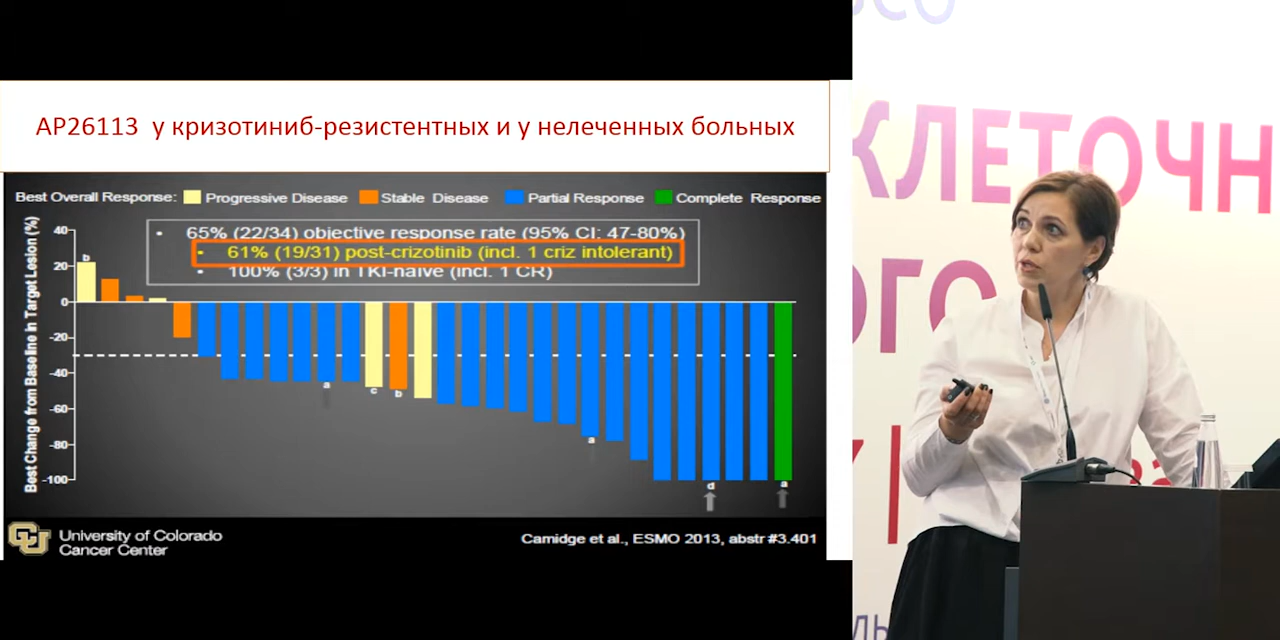 АР26113 у кризотиниб-резистентных и у нелеченных больных
Best Overall Response: Progressive Disease Stable Disease Partial Response Complete Response
Best Change from Baseline in Target Lesion (%)
40
20
0
-20
-40
-60
-80
-100
• 65% (22/34) objective response rate (95% CI: 47-80%)
• 61% (19/31) post-crizotinib (incl. 1 criz intolerant)
• 100% (3/3) in TKI-naïve (incl. 1 CR)
b
a
c
b
a
d
a
University of Colorado
Cancer Center
Camidge et al., ESMO 2013, abstr #3.401
КЛЕТОЧН
ОГО